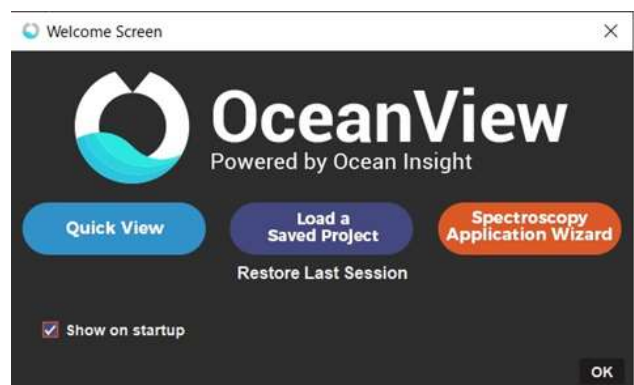 Welcome Screen
OceanView
Powered by Ocean Insight
Quick View
Load a
Saved Project
Spectroscopy
Application Wizard
Restore Last Session
Show on startup
OK